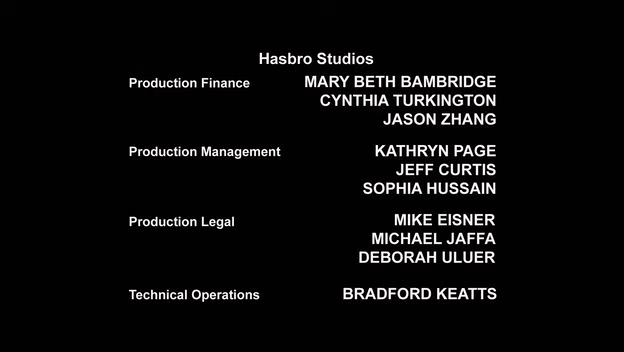 Hasbro Studios
Production Finance MARY BETH BAMBRIDGE
CYNTHIA TURKINGTON
JASON ZHANG
Production Management KATHRYN PAGE
JEFF CURTIS
SOPHIA HUSSAIN
Production Legal MIKE EISNER
MICHAEL JAFFA
DEBORAH ULUER
Technical Operations BRADFORD KEATTS